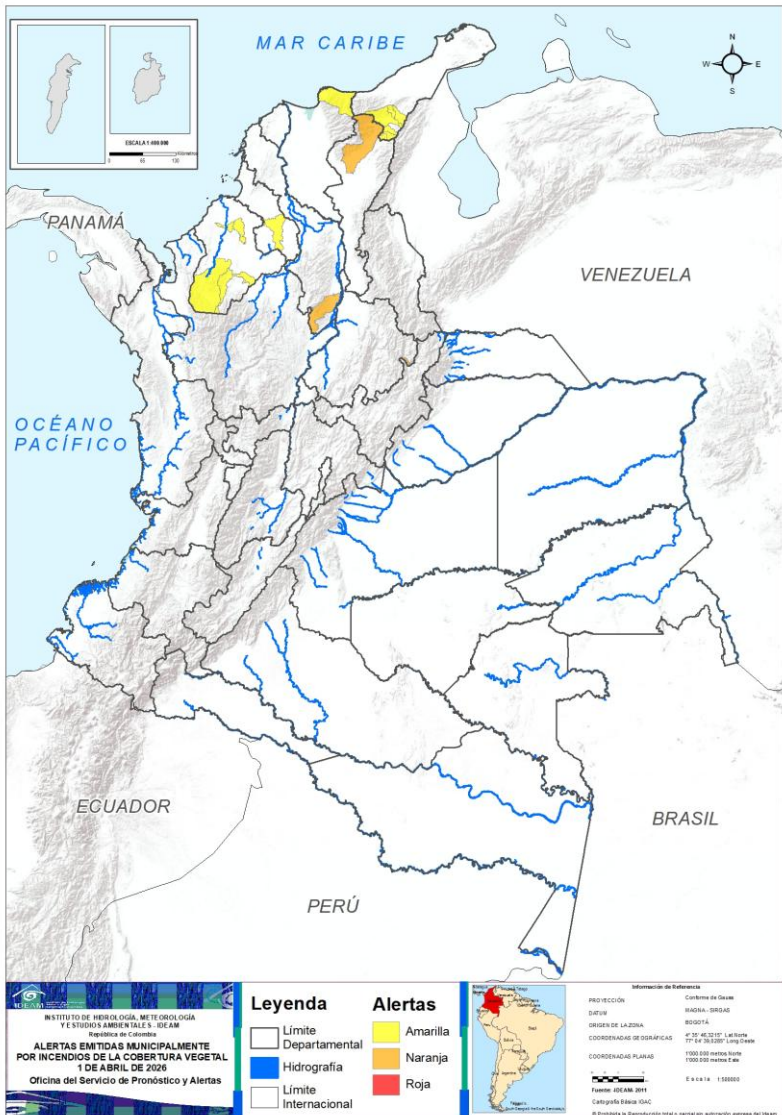 MAR CARIBE
N
W
E
S
ESCALA 1:400 000
PANAMÁ
VENEZUELA
OCÉANO
PACÍFICO
ECUADOR
BRASIL
PERÚ
IDEAM
INSTITUTO DE HIDROLOGÍA, METEOROLOGÍA
Y ESTUDIOS AMBIENTALES - IDEAM
República de Colombia
ALERTAS EMITIDAS MUNICIPALMENTE
POR INCENDIOS DE LA COBERTURA VEGETAL
1 DE ABRIL DE 2026
Oficina del Servicio de Pronóstico y Alertas
Leyenda
Límite
Departamental
Hidrografía
Límite
Internacional
Alertas
Amarilla
Naranja
Roja
Información de Referencia
PROYECCIÓN
Conforme de Gauss
DATUM
MAGNA - SIRGAS
ORIGEN DE LA ZONA
BOGOTÁ
COORDENADAS GEOGRÁFICAS
COORDENADAS PLANAS
1'000.000 metros Norte
1'000.000 metros Este
Fuente: IDEAM 2011
Cartografía Básica IGAC